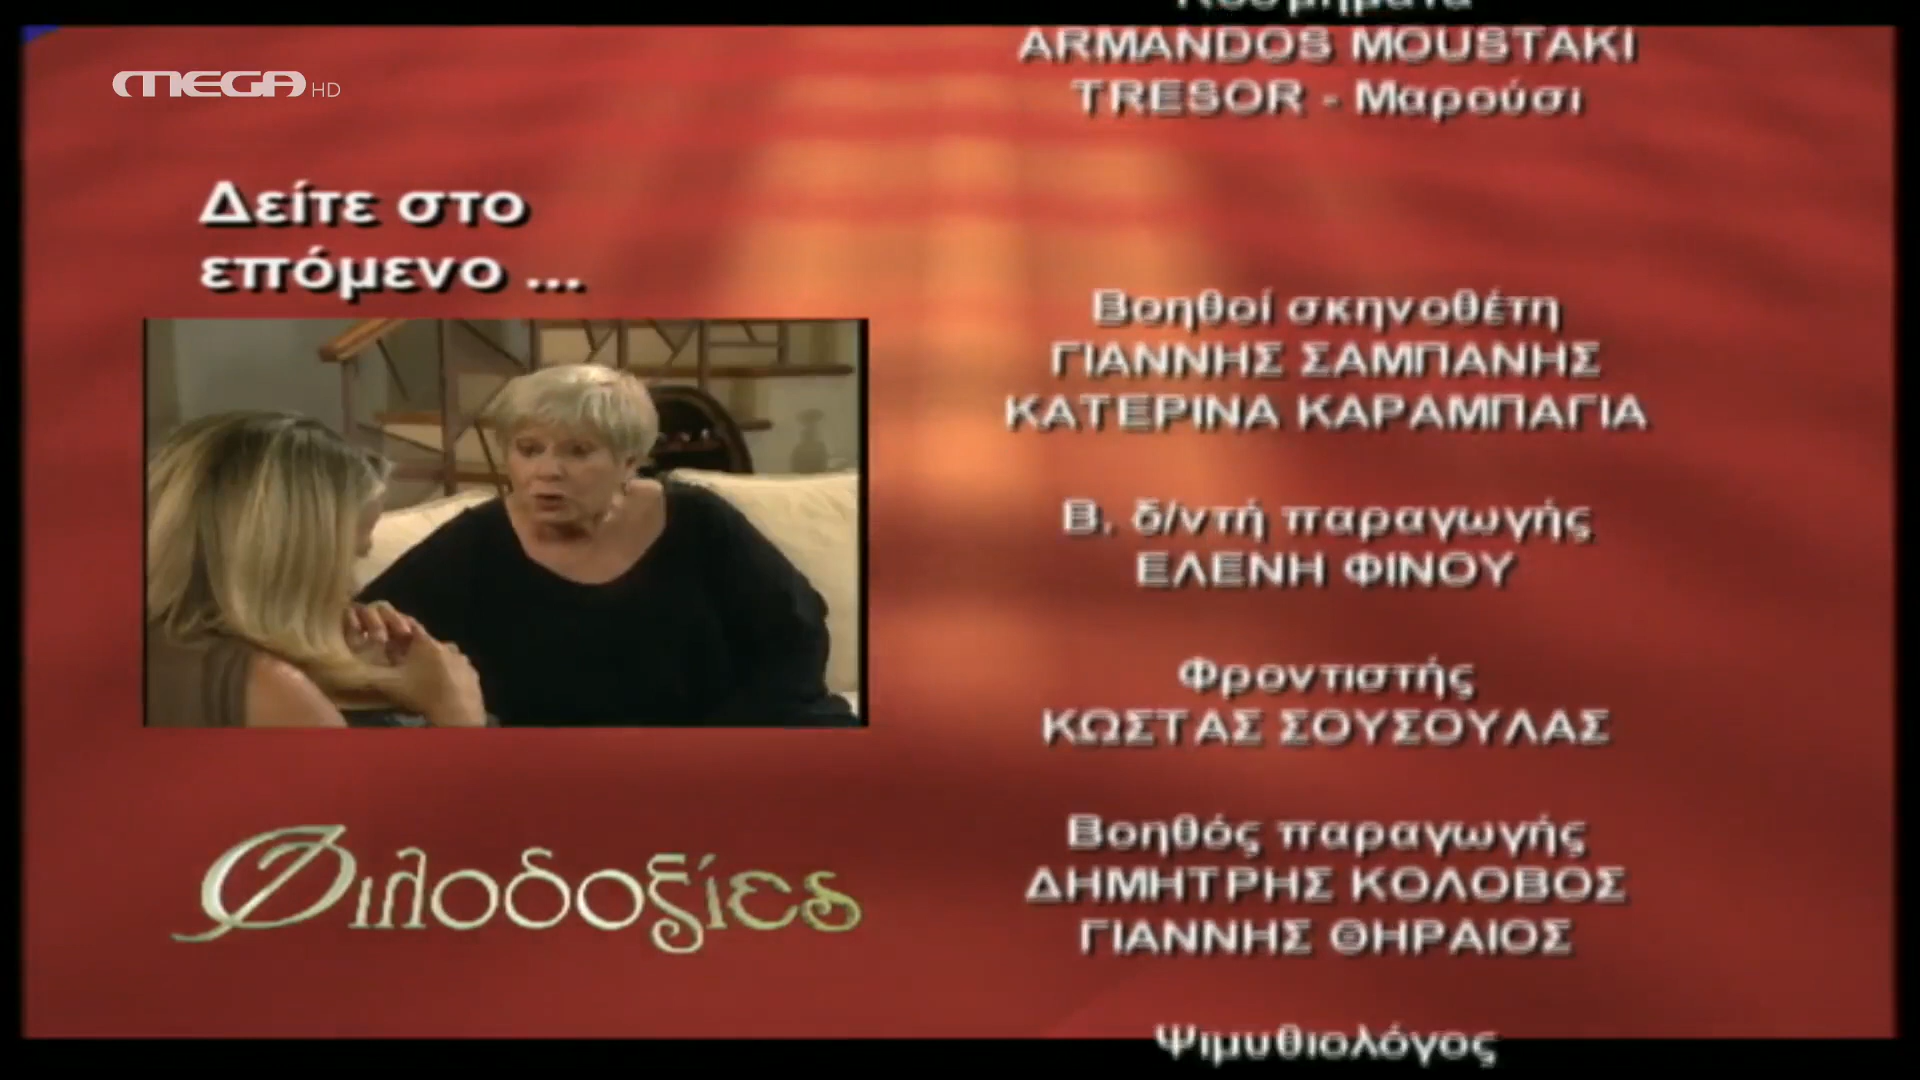 MEGA HD
Δείτε στο
επόμενο ...
Φιλοδοξίες
Κοσμήματα
ARMANDOS MOUSTAKI
TRESOR - Μαρούσι
Βοηθοί σκηνοθέτη
ΓΙΑΝΝΗΣ ΣΑΜΠΑΝΗΣ
ΚΑΤΕΡΙΝΑ ΚΑΡΑΜΠΑΓΙΑ
Β. δ/ντή παραγωγής
ΕΛΕΝΗ ΦΙΝΟΥ
Φροντιστής
ΚΩΣΤΑΣ ΣΟΥΣΟΥΛΑΣ
Βοηθός παραγωγής
ΔΗΜΗΤΡΗΣ ΚΟΛΟΒΟΣ
ΓΙΑΝΝΗΣ ΘΗΡΑΙΟΣ
Ψιμυθιολόγος